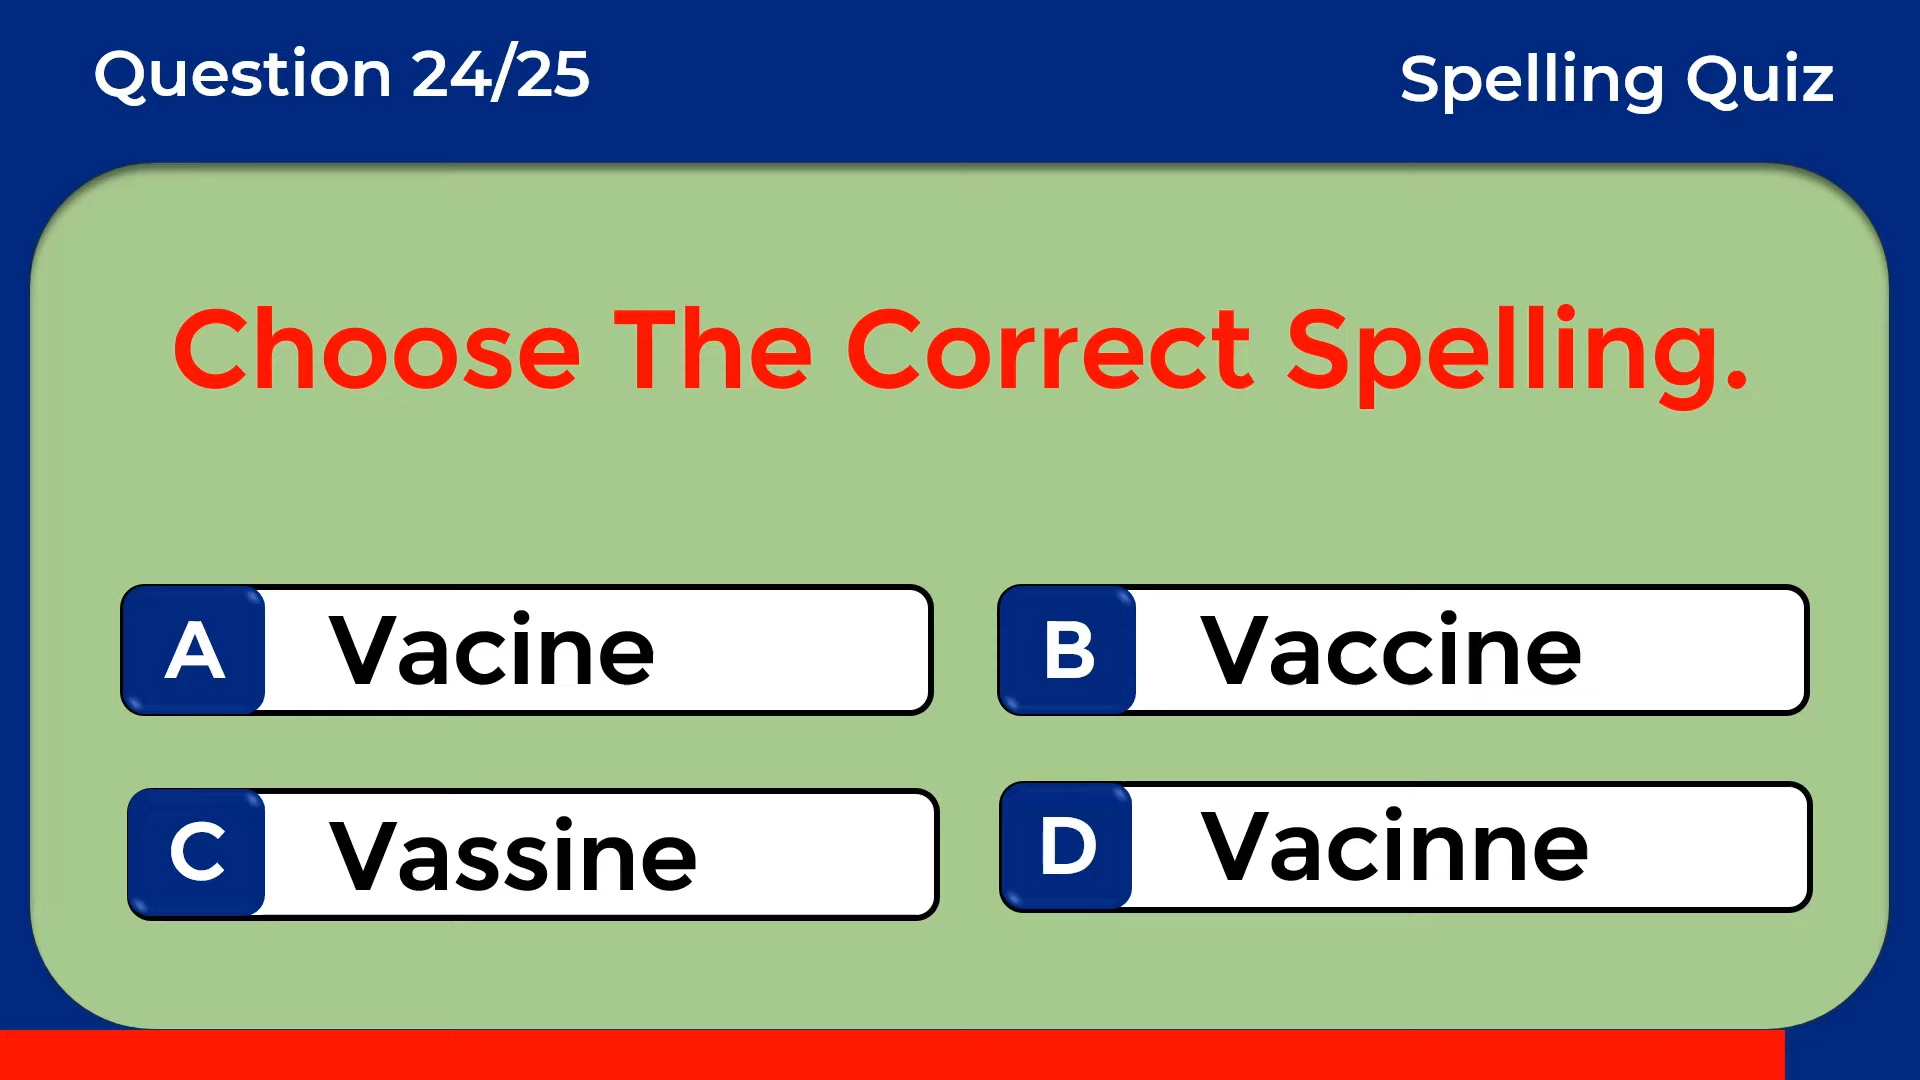 Question 24/25
Spelling Quiz
Choose The Correct Spelling.
A Vacine
B Vaccine
C Vassine
D Vacinne